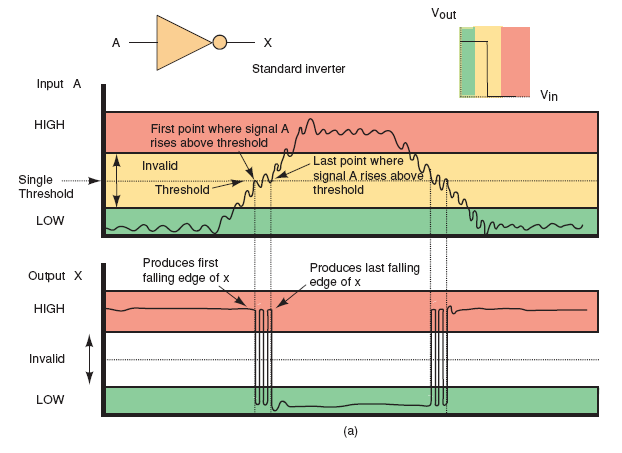 Vout
A
X
Standard inverter
Vin
Input A
HIGH
First point where signal A
rises above threshold
Invalid
Last point where
signal A rises above
threshold
Single
Threshold
Threshold
LOW
Output X
Produces first
falling edge of x
Produces last falling
edge of x
HIGH
Invalid
LOW
(a)